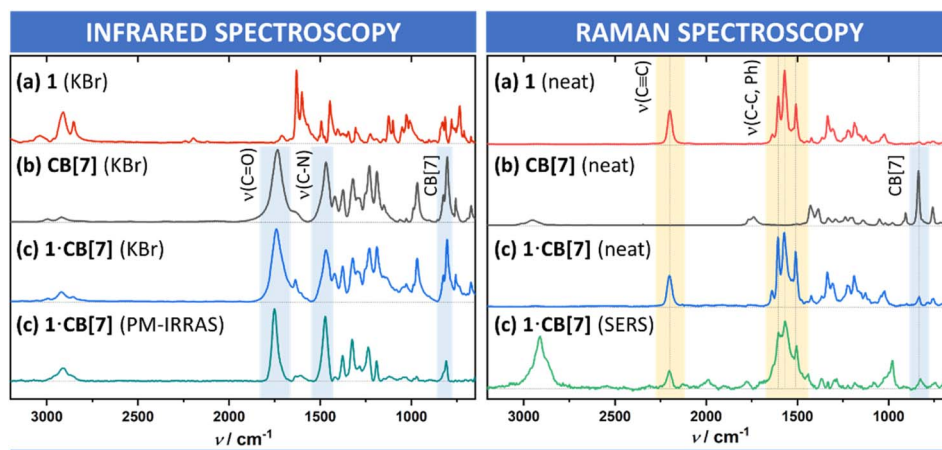 INFRARED SPECTROSCOPY
(a) 1 (KBr)
(b) CB[7] (KBr)
ν(C=O)
ν(C-N)
CB[7]
(c) 1·CB[7] (KBr)
(c) 1·CB[7] (PM-IRRAS)
3000 2500 2000 1500 1000
ν / cm⁻¹
RAMAN SPECTROSCOPY
(a) 1 (neat)
ν(C≡C)
ν(C-C, Ph)
(b) CB[7] (neat)
CB[7]
(c) 1·CB[7] (neat)
(c) 1·CB[7] (SERS)
3000 2500 2000 1500 1000
ν / cm⁻¹